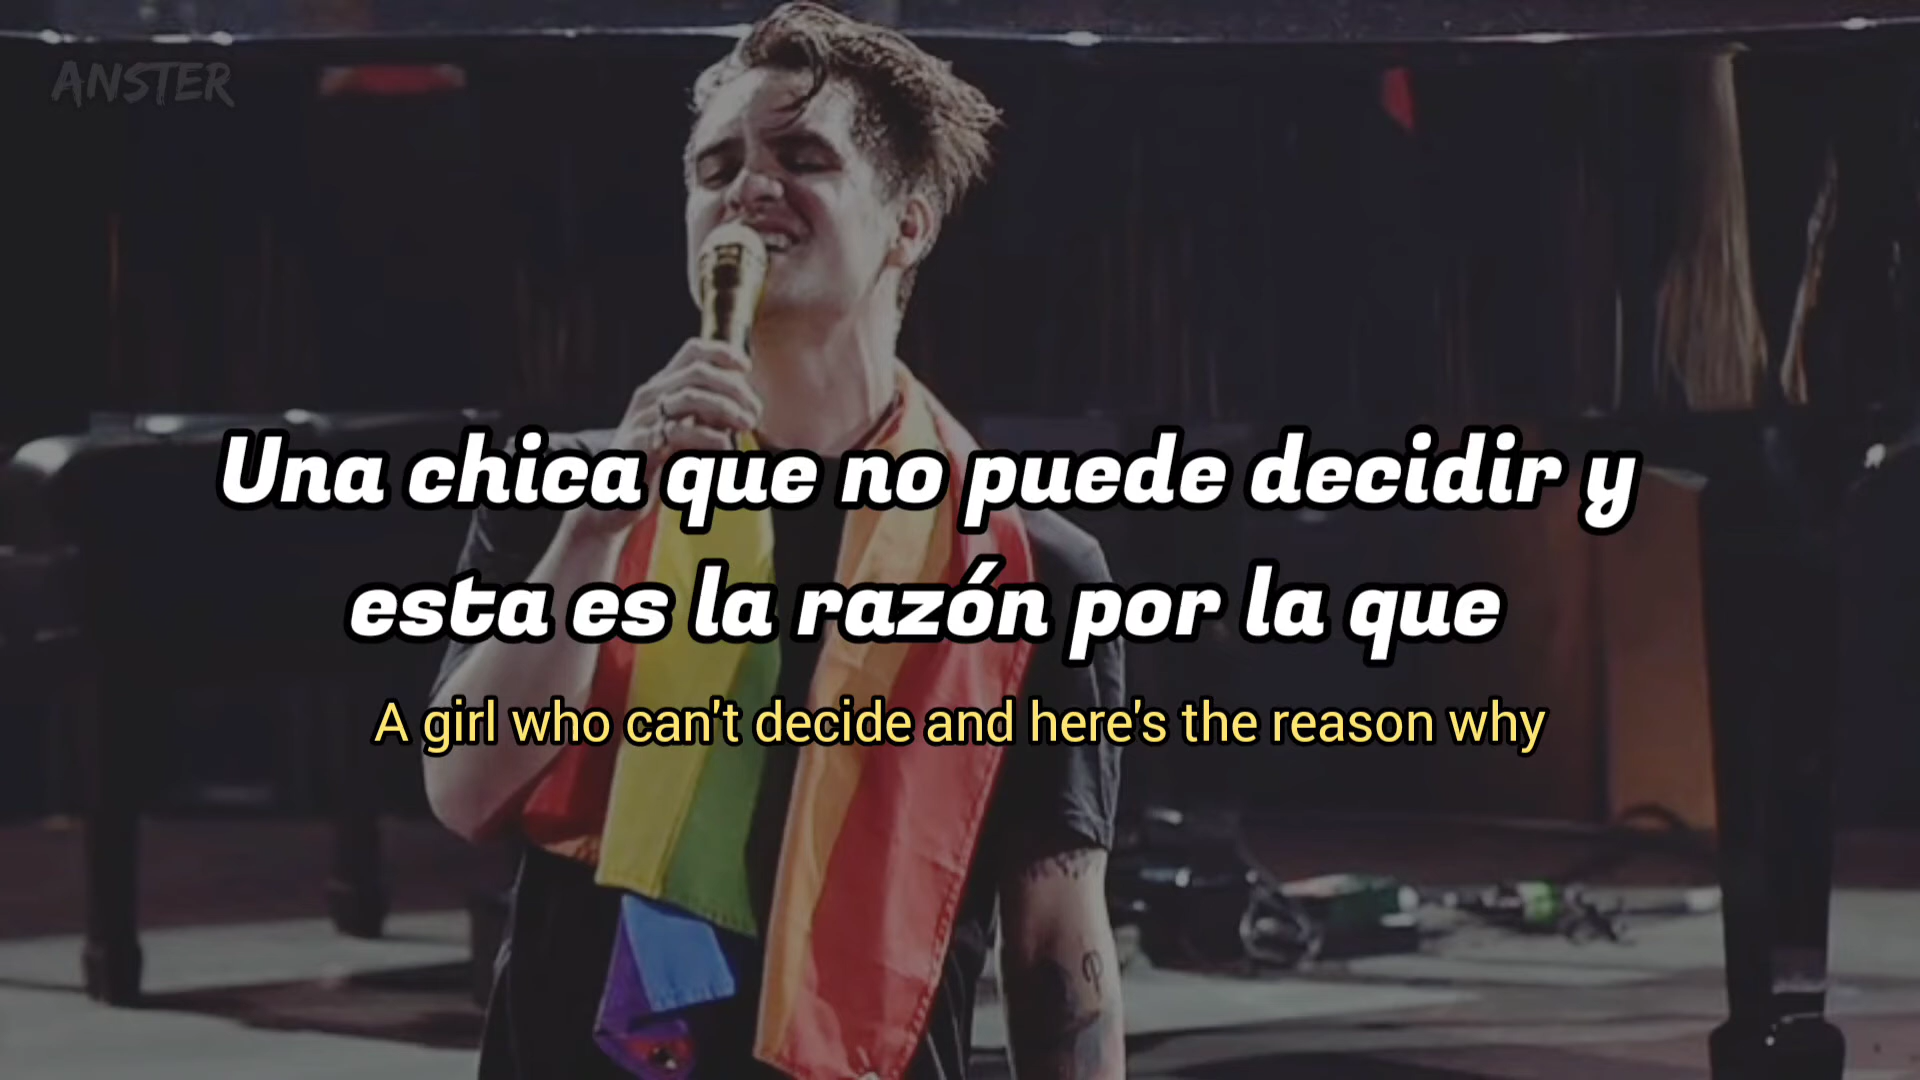 ANSTER
Una chica que no puede decidir y
esta es la razón por la que
A girl who can't decide and here's the reason why